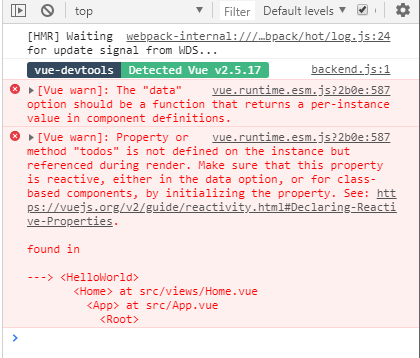 top Filter Default levels
[HMR] Waiting webpack-internal:///…bpack/hot/log.js:24
for update signal from WDS...
vue-devtools Detected Vue v2.5.17 backend.js:1
[Vue warn]: The "data" vue.runtime.esm.js?2b0e:587
option should be a function that returns a per-instance
value in component definitions.
[Vue warn]: Property or vue.runtime.esm.js?2b0e:587
method "todos" is not defined on the instance but
referenced during render. Make sure that this property
is reactive, either in the data option, or for class-
based components, by initializing the property. See: htt
ps://vuejs.org/v2/guide/reactivity.html#Declaring-Reacti
ve-Properties.
found in
---> <HelloWorld>
<Home> at src/views/Home.vue
<App> at src/App.vue
<Root>